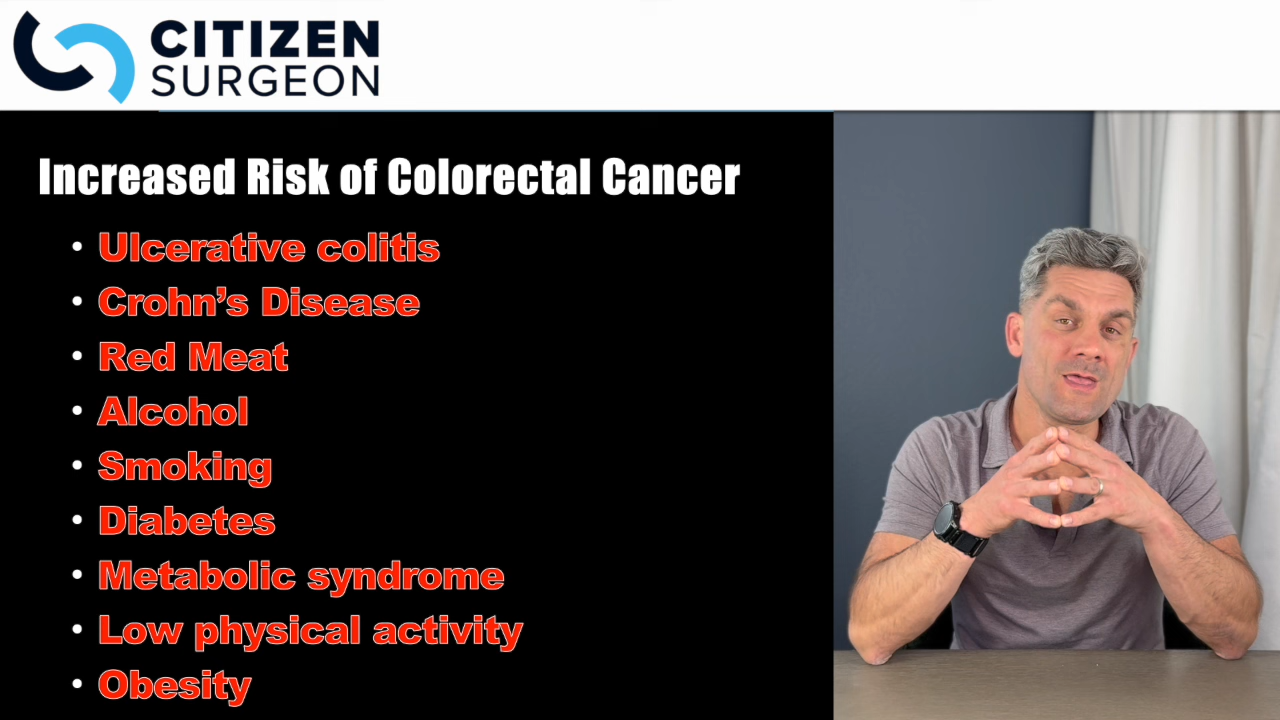 CITIZEN
SURGEON
Increased Risk of Colorectal Cancer
• Ulcerative colitis
• Crohn’s Disease
• Red Meat
• Alcohol
• Smoking
• Diabetes
• Metabolic syndrome
• Low physical activity
• Obesity